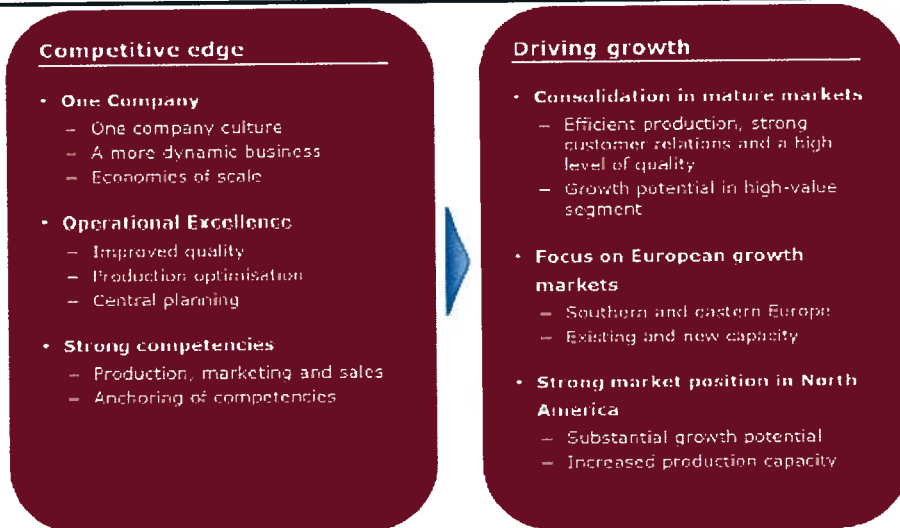 Competitive edge
• One Company
– One company culture
– A more dynamic business
– Economies of scale
• Operational Excellence
– Improved quality
– Production optimisation
– Central planning
• Strong competencies
– Production, marketing and sales
– Anchoring of competencies
Driving growth
• Consolidation in mature markets
– Efficient production, strong
customer relations and a high
level of quality
– Growth potential in high-value
segment
• Focus on European growth
markets
– Southern and eastern Europe
– Existing and new capacity
• Strong market position in North
America
– Substantial growth potential
– Increased production capacity